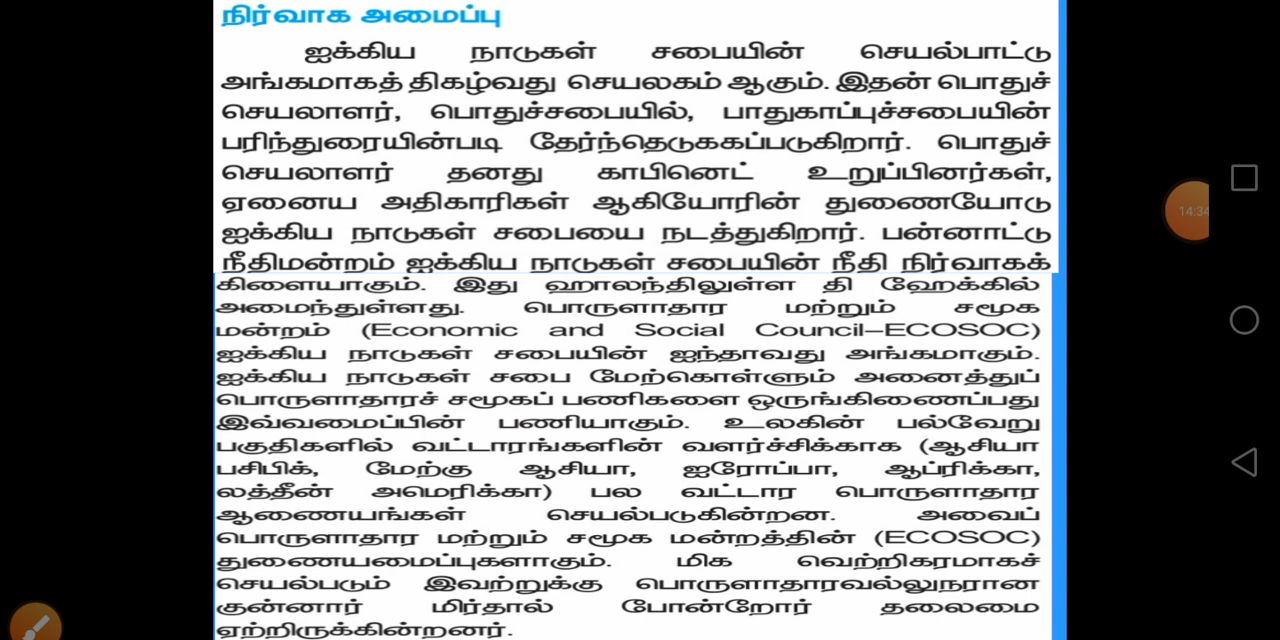 நிர்வாக அமைப்பு
ஐக்கிய நாடுகள் சபையின் செயல்பாட்டு
அங்கமாகத் திகழ்வது செயலகம் ஆகும். இதன் பொதுச்
செயலாளர், பொதுச்சபையில், பாதுகாப்புச்சபையின்
பரிந்துரையின்படி தேர்ந்தெடுககப்படுகிறார். பொதுச்
செயலாளர் தனது காபினெட் உறுப்பினர்கள்,
ஏனைய அதிகாரிகள் ஆகியோரின் துணையோடு
ஐக்கிய நாடுகள் சபையை நடத்துகிறார். பன்னாட்டு
நீதிமன்றம் ஐக்கிய நாடுகள் சபையின் நீதி நிர்வாகக்
கிளையாகும். இது ஹாலந்திலுள்ள தி ஹேக்கில்
அமைந்துள்ளது. பொருளாதார மற்றும் சமூக
மன்றம் (Economic and Social Council–ECOSOC)
ஐக்கிய நாடுகள் சபையின் ஐந்தாவது அங்கமாகும்.
ஐக்கிய நாடுகள் சபை மேற்கொள்ளும் அனைத்துப்
பொருளாதாரச் சமூகப் பணிகளை ஒருங்கிணைப்பது
இவ்வமைப்பின் பணியாகும். உலகின் பல்வேறு
பகுதிகளில் வட்டாரங்களின் வளர்ச்சிக்காக (ஆசியா
பசிபிக், மேற்கு ஆசியா, ஐரோப்பா, ஆப்ரிக்கா,
லத்தீன் அமெரிக்கா) பல வட்டார பொருளாதார
ஆணையங்கள் செயல்படுகின்றன. அவைப்
பொருளாதார மற்றும் சமூக மன்றத்தின் (ECOSOC)
துணையமைப்புகளாகும். மிக வெற்றிகரமாகச்
செயல்படும் இவற்றுக்கு பொருளாதாரவல்லுநரான
குன்னார் மிர்தால் போன்றோர் தலைமை
ஏற்றிருக்கின்றனர்.
14:34